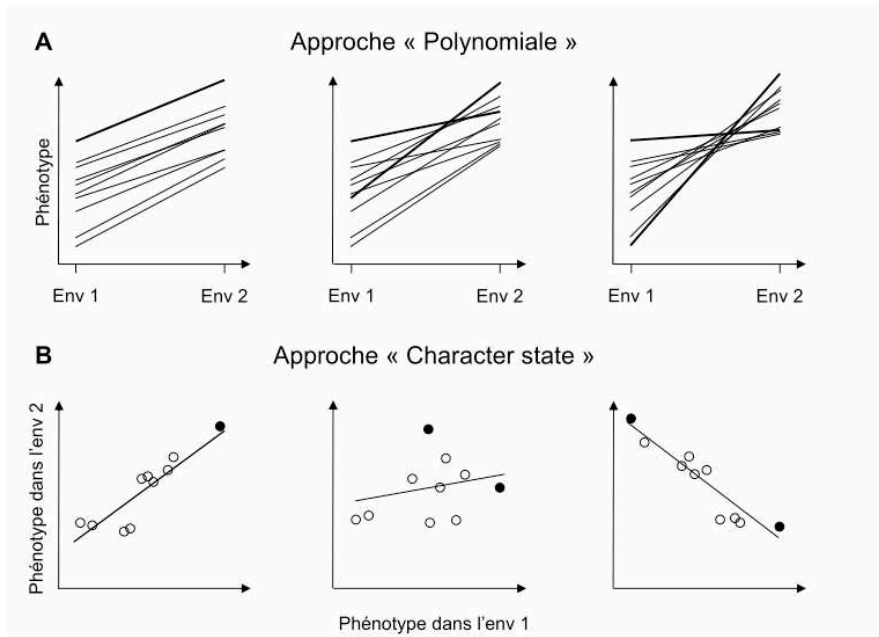 A
Approche « Polynomiale »
Phénotype
Env 1
Env 2
Env 1
Env 2
Env 1
Env 2
B
Approche « Character state »
Phénotype dans l'env 2
Phénotype dans l'env 1